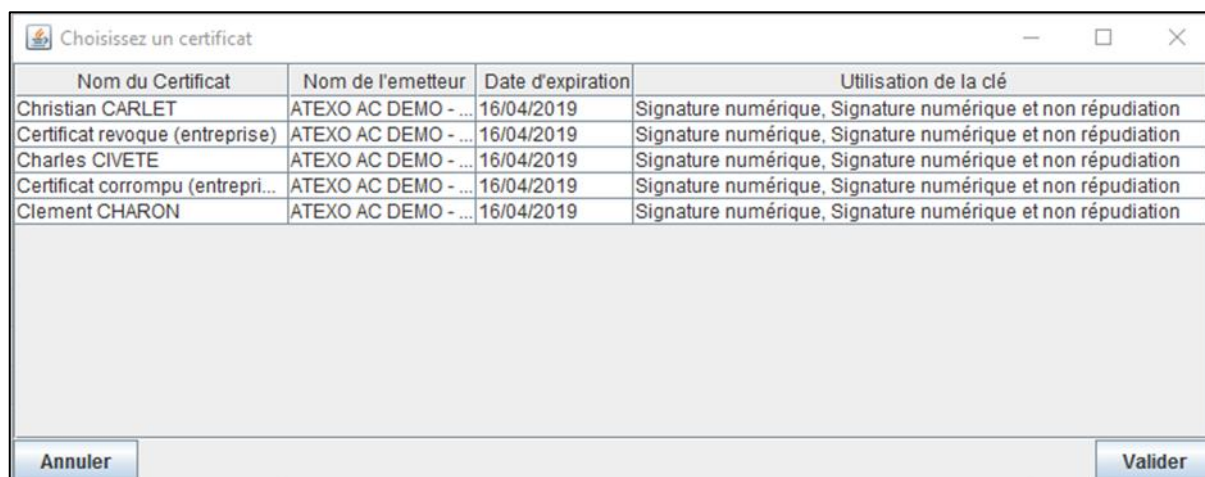 Choisissez un certificat
Nom du Certificat Nom de l'emetteur Date d'expiration Utilisation de la clé
Christian CARLET ATEXO AC DEMO - ... 16/04/2019 Signature numérique, Signature numérique et non répudiation
Certificat revoque (entreprise) ATEXO AC DEMO - ... 16/04/2019 Signature numérique, Signature numérique et non répudiation
Charles CIVETE ATEXO AC DEMO - ... 16/04/2019 Signature numérique, Signature numérique et non répudiation
Certificat corrompu (entrepri... ATEXO AC DEMO - ... 16/04/2019 Signature numérique, Signature numérique et non répudiation
Clement CHARON ATEXO AC DEMO - ... 16/04/2019 Signature numérique, Signature numérique et non répudiation
Annuler Valider